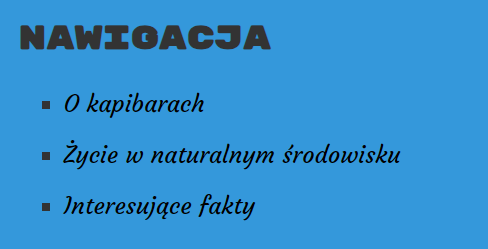 NAWIGACJA
O kapibarach
Życie w naturalnym środowisku
Interesujące fakty